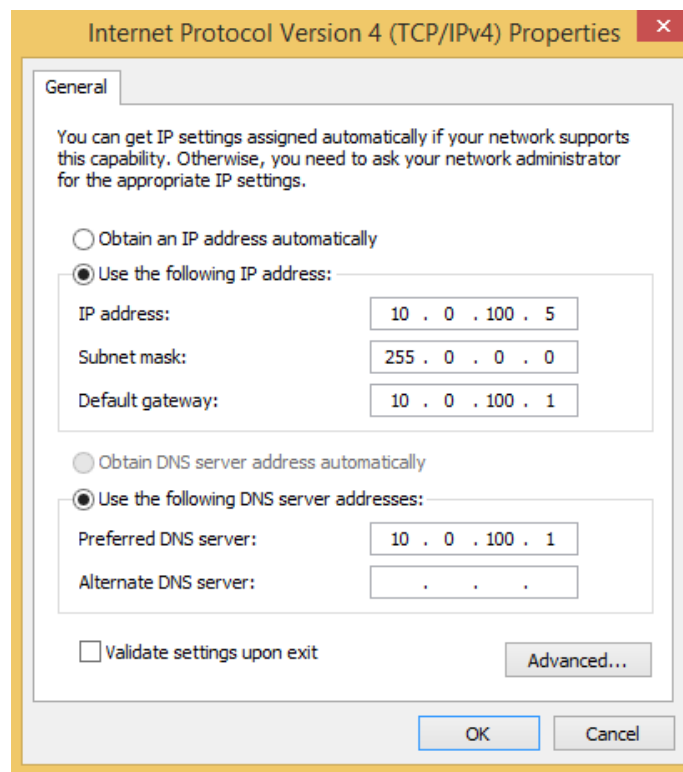 Internet Protocol Version 4 (TCP/IPv4) Properties
General
You can get IP settings assigned automatically if your network supports
this capability. Otherwise, you need to ask your network administrator
for the appropriate IP settings.
Obtain an IP address automatically
Use the following IP address:
IP address: 10 . 0 . 100 . 5
Subnet mask: 255 . 0 . 0 . 0
Default gateway: 10 . 0 . 100 . 1
Obtain DNS server address automatically
Use the following DNS server addresses:
Preferred DNS server: 10 . 0 . 100 . 1
Alternate DNS server: . . .
Validate settings upon exit
Advanced...
OK Cancel